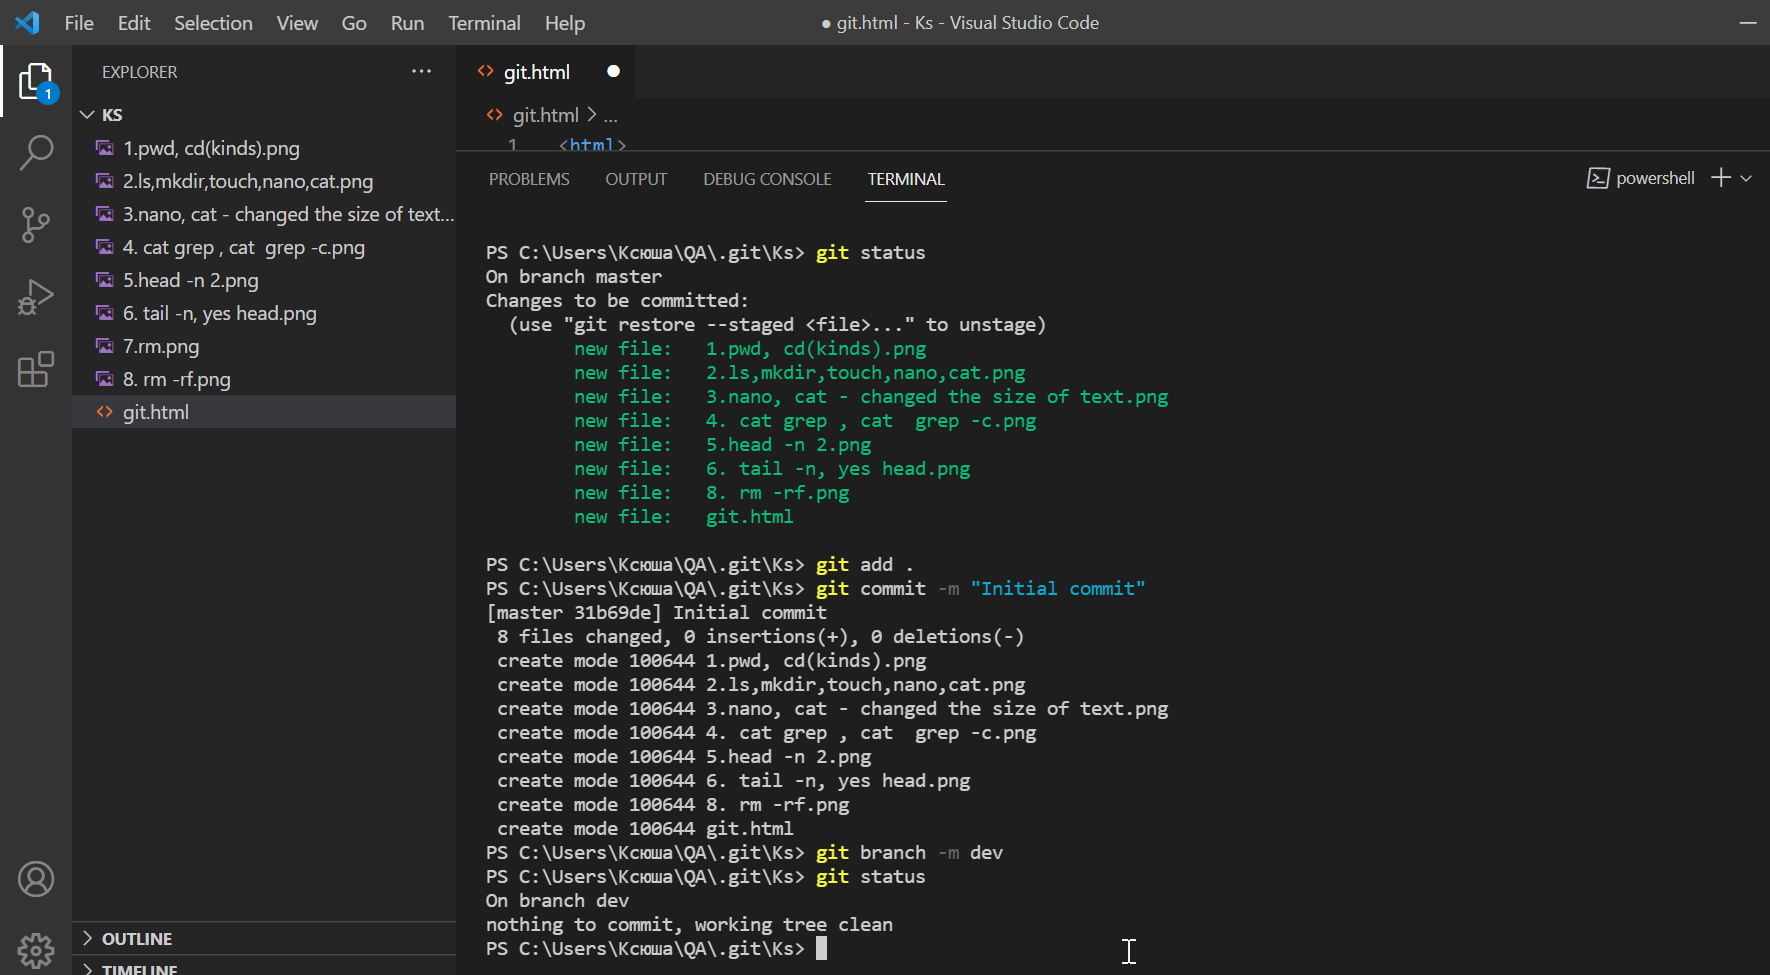 File Edit Selection View Go Run Terminal Help
● git.html - Ks - Visual Studio Code
1
EXPLORER
KS
1.pwd, cd(kinds).png
2.ls,mkdir,touch,nano,cat.png
3.nano, cat - changed the size of text...
4. cat grep , cat  grep -c.png
5.head -n 2.png
6. tail -n, yes head.png
7.rm.png
8. rm -rf.png
git.html
OUTLINE
TIMELINE
<> git.html ●
<> git.html > ...
1 <html>
PROBLEMS OUTPUT DEBUG CONSOLE TERMINAL
powershell
PS C:\Users\Ксюша\QA\.git\Ks> git status
On branch master
Changes to be committed:
  (use "git restore --staged <file>..." to unstage)
        new file:   1.pwd, cd(kinds).png
        new file:   2.ls,mkdir,touch,nano,cat.png
        new file:   3.nano, cat - changed the size of text.png
        new file:   4. cat grep , cat  grep -c.png
        new file:   5.head -n 2.png
        new file:   6. tail -n, yes head.png
        new file:   8. rm -rf.png
        new file:   git.html
PS C:\Users\Ксюша\QA\.git\Ks> git add .
PS C:\Users\Ксюша\QA\.git\Ks> git commit -m "Initial commit"
[master 31b69de] Initial commit
 8 files changed, 0 insertions(+), 0 deletions(-)
 create mode 100644 1.pwd, cd(kinds).png
 create mode 100644 2.ls,mkdir,touch,nano,cat.png
 create mode 100644 3.nano, cat - changed the size of text.png
 create mode 100644 4. cat grep , cat  grep -c.png
 create mode 100644 5.head -n 2.png
 create mode 100644 6. tail -n, yes head.png
 create mode 100644 8. rm -rf.png
 create mode 100644 git.html
PS C:\Users\Ксюша\QA\.git\Ks> git branch -m dev
PS C:\Users\Ксюша\QA\.git\Ks> git status
On branch dev
nothing to commit, working tree clean
PS C:\Users\Ксюша\QA\.git\Ks>